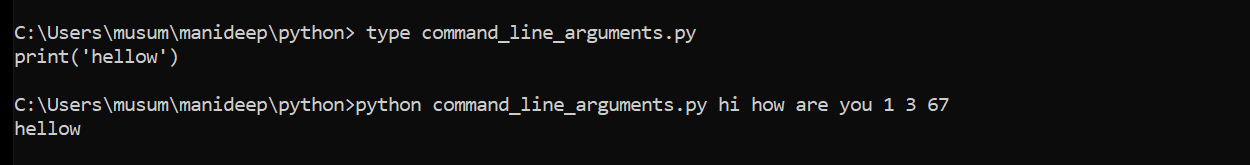 C:\Users\musum\manideep\python> type command_line_arguments.py
print('hellow')
C:\Users\musum\manideep\python>python command_line_arguments.py hi how are you 1 3 67
hellow